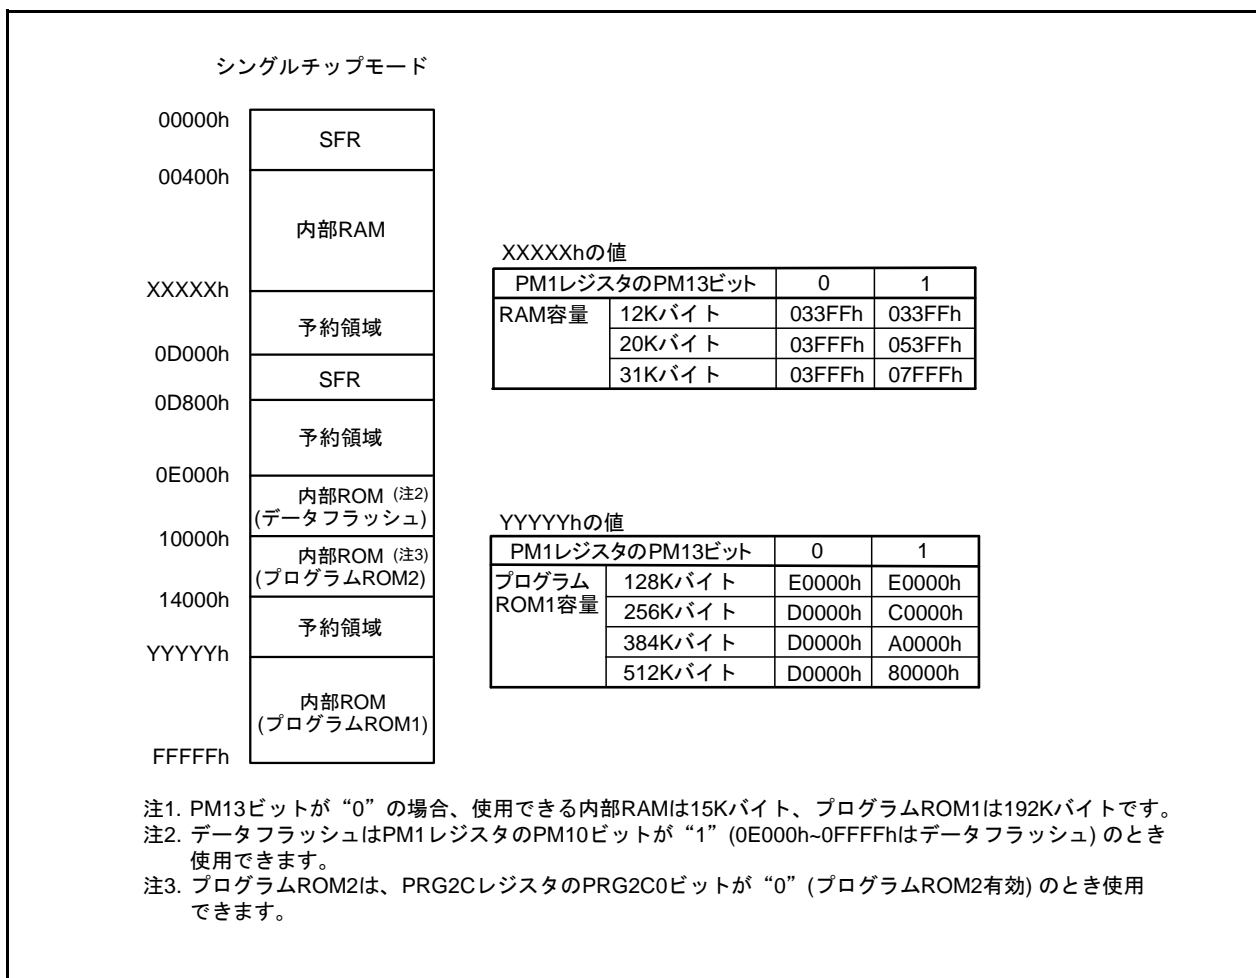 シングルチップモード
00000h
SFR
00400h
内部RAM
XXXXXh
予約領域
0D000h
SFR
0D800h
予約領域
0E000h
内部ROM (注2)
(データフラッシュ)
10000h
内部ROM (注3)
(プログラムROM2)
14000h
予約領域
YYYYYh
内部ROM
(プログラムROM1)
FFFFFh
XXXXXhの値
PM1レジスタのPM13ビット 0 1
RAM容量 12Kバイト 033FFh 033FFh
20Kバイト 03FFFh 053FFh
31Kバイト 03FFFh 07FFFh
YYYYYhの値
PM1レジスタのPM13ビット 0 1
プログラム 128Kバイト E0000h E0000h
ROM1容量 256Kバイト D0000h C0000h
384Kバイト D0000h A0000h
512Kバイト D0000h 80000h
注1. PM13ビットが“0”の場合、使用できる内部RAMは15Kバイト、プログラムROM1は192Kバイトです。
注2. データフラッシュはPM1レジスタのPM10ビットが“1”(0E000h~0FFFFhはデータフラッシュ) のとき
使用できます。
注3. プログラムROM2は、PRG2CレジスタのPRG2C0ビットが“0”(プログラムROM2有効) のとき使用
できます。